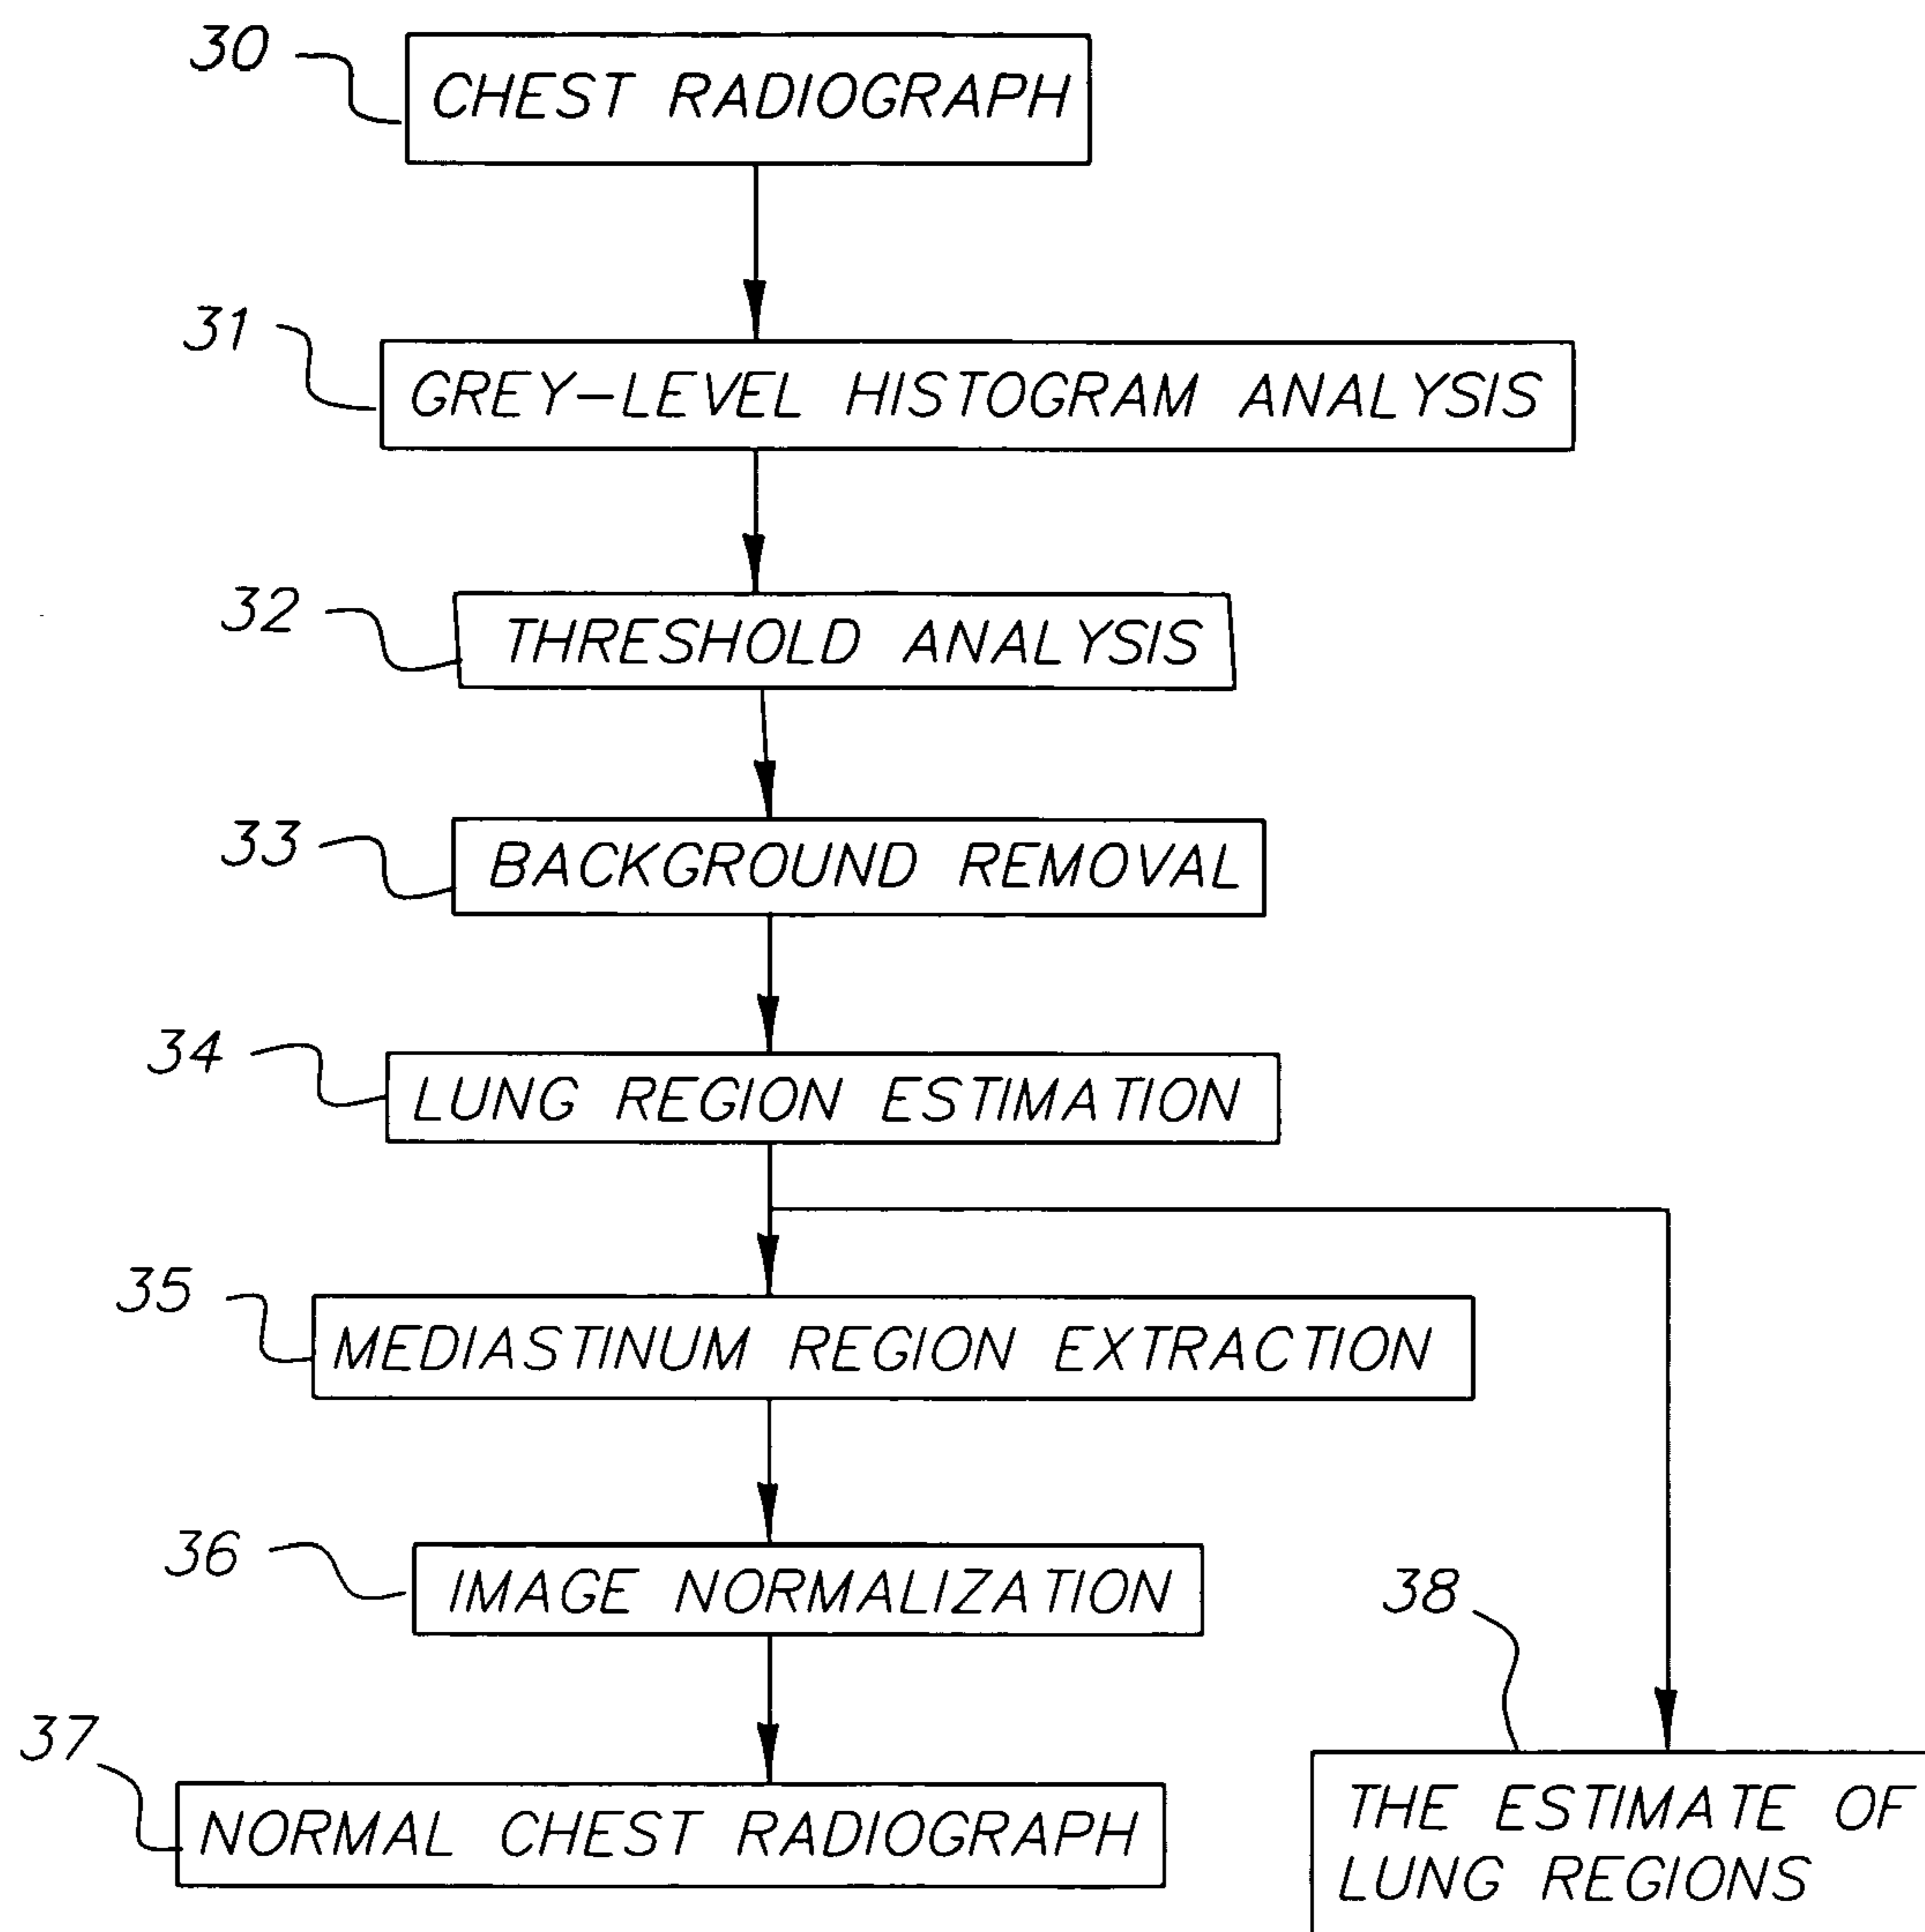 30
CHEST RADIOGRAPH
31
GREY-LEVEL HISTOGRAM ANALYSIS
32
THRESHOLD ANALYSIS
33
BACKGROUND REMOVAL
34
LUNG REGION ESTIMATION
35
MEDIASTINUM REGION EXTRACTION
36
IMAGE NORMALIZATION
38
37
NORMAL CHEST RADIOGRAPH
THE ESTIMATE OF
LUNG REGIONS